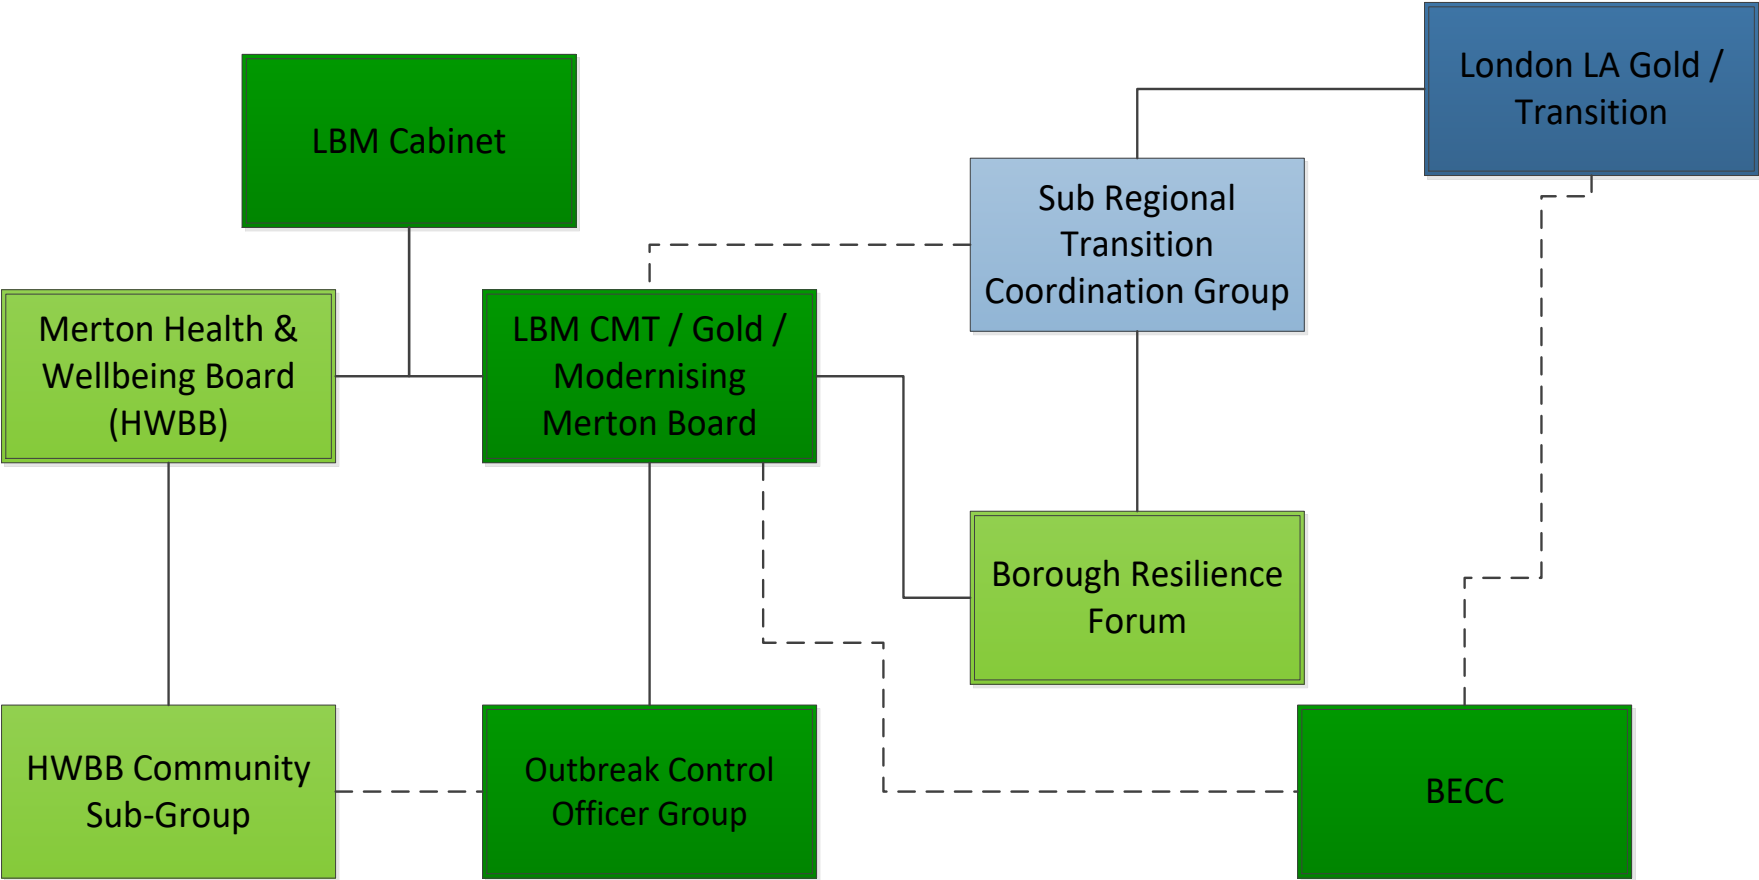 London LA Gold /
Transition
LBM Cabinet
Sub Regional
Transition
Coordination Group
Merton Health &
Wellbeing Board
(HWBB)
LBM CMT / Gold /
Modernising
Merton Board
Borough Resilience
Forum
HWBB Community
Sub-Group
Outbreak Control
Officer Group
BECC